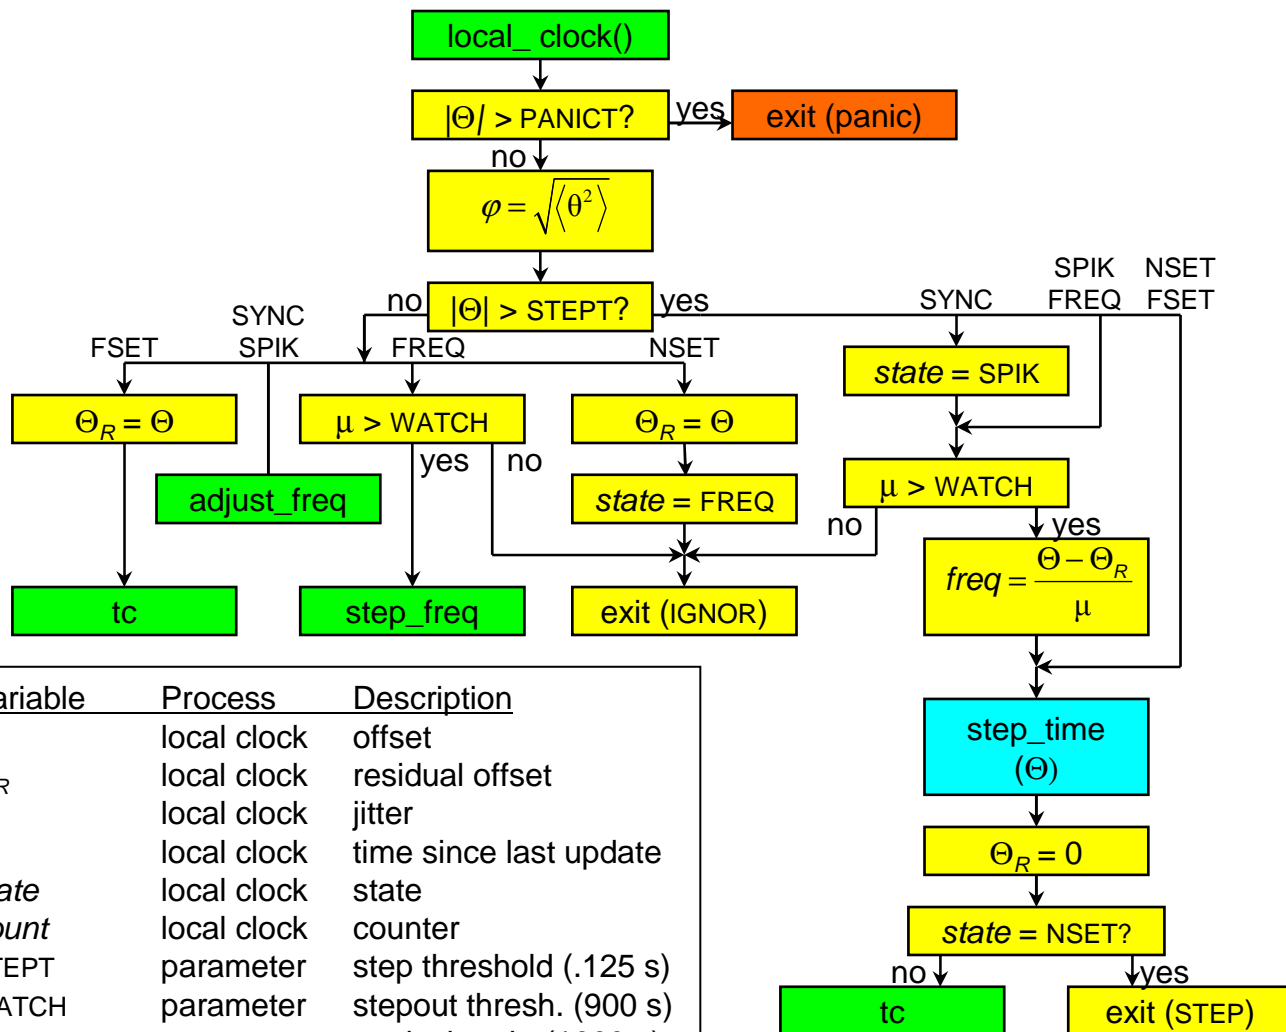 local_ clock()
|Θ| > PANICT?
yes
exit (panic)
no
φ = √⟨θ²⟩
|Θ| > STEPT?
no
yes
SYNC
SPIK
FREQ
NSET
FSET
FSET
SYNC
SPIK
FREQ
NSET
Θ_R = Θ
μ > WATCH
yes
no
Θ_R = Θ
state = SPIK
adjust_freq
state = FREQ
μ > WATCH
no
yes
freq = (Θ − Θ_R) / μ
tc
step_freq
exit (IGNOR)
step_time
(Θ)
Θ_R = 0
state = NSET?
no
yes
tc
exit (STEP)
ariable Process Description
local clock offset
R local clock residual offset
local clock jitter
local clock time since last update
ate local clock state
ount local clock counter
TEPT parameter step threshold (.125 s)
ATCH parameter stepout thresh. (900 s)